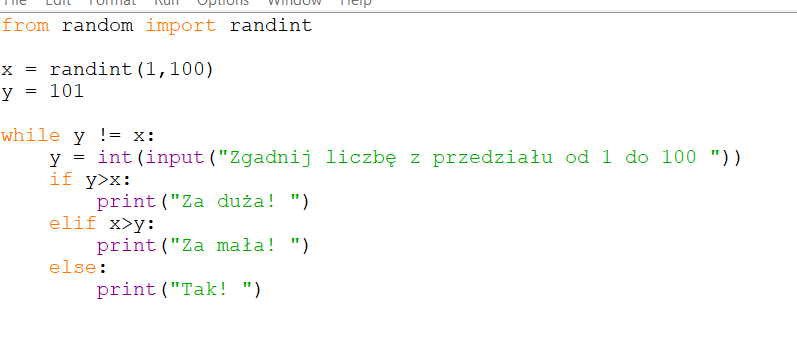 File Edit Format Run Options Window Help
from random import randint
x = randint(1,100)
y = 101
while y != x:
    y = int(input("Zgadnij liczbę z przedziału od 1 do 100 "))
    if y>x:
        print("Za duża! ")
    elif x>y:
        print("Za mała! ")
    else:
        print("Tak! ")